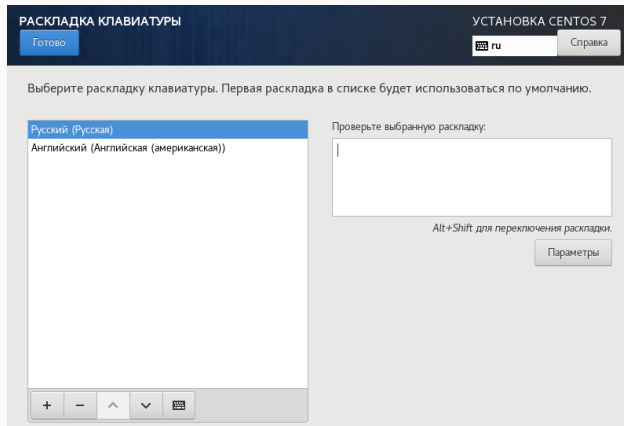 РАСКЛАДКА КЛАВИАТУРЫ
УСТАНОВКА CENTOS 7
Готово
ru
Справка
Выберите раскладку клавиатуры. Первая раскладка в списке будет использоваться по умолчанию.
Русский (Русская)
Английский (Английская (американская))
Проверьте выбранную раскладку:
Alt+Shift для переключения раскладки.
Параметры